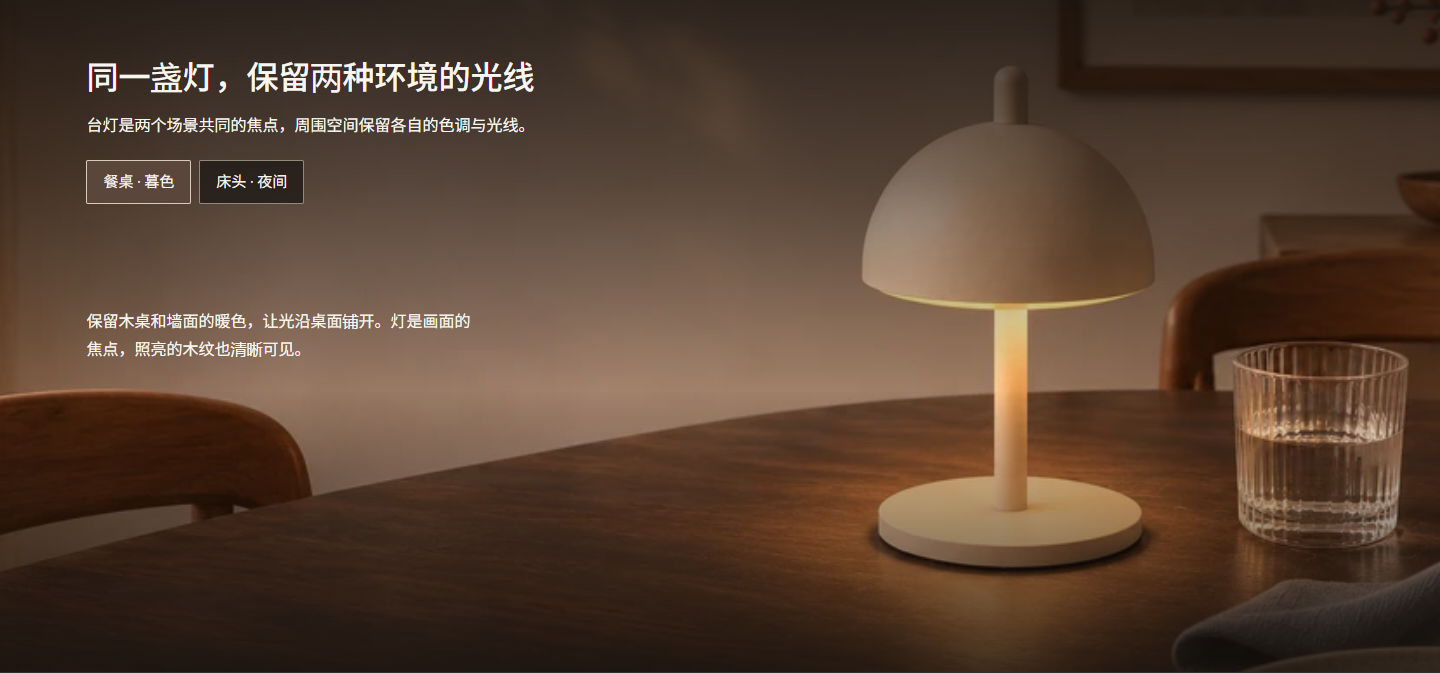 同一盏灯，保留两种环境的光线
台灯是两个场景共同的焦点，周围空间保留各自的色调与光线。
餐桌 · 暮色
床头 · 夜间
保留木桌和墙面的暖色，让光沿桌面铺开。灯是画面的
焦点，照亮的木纹也清晰可见。